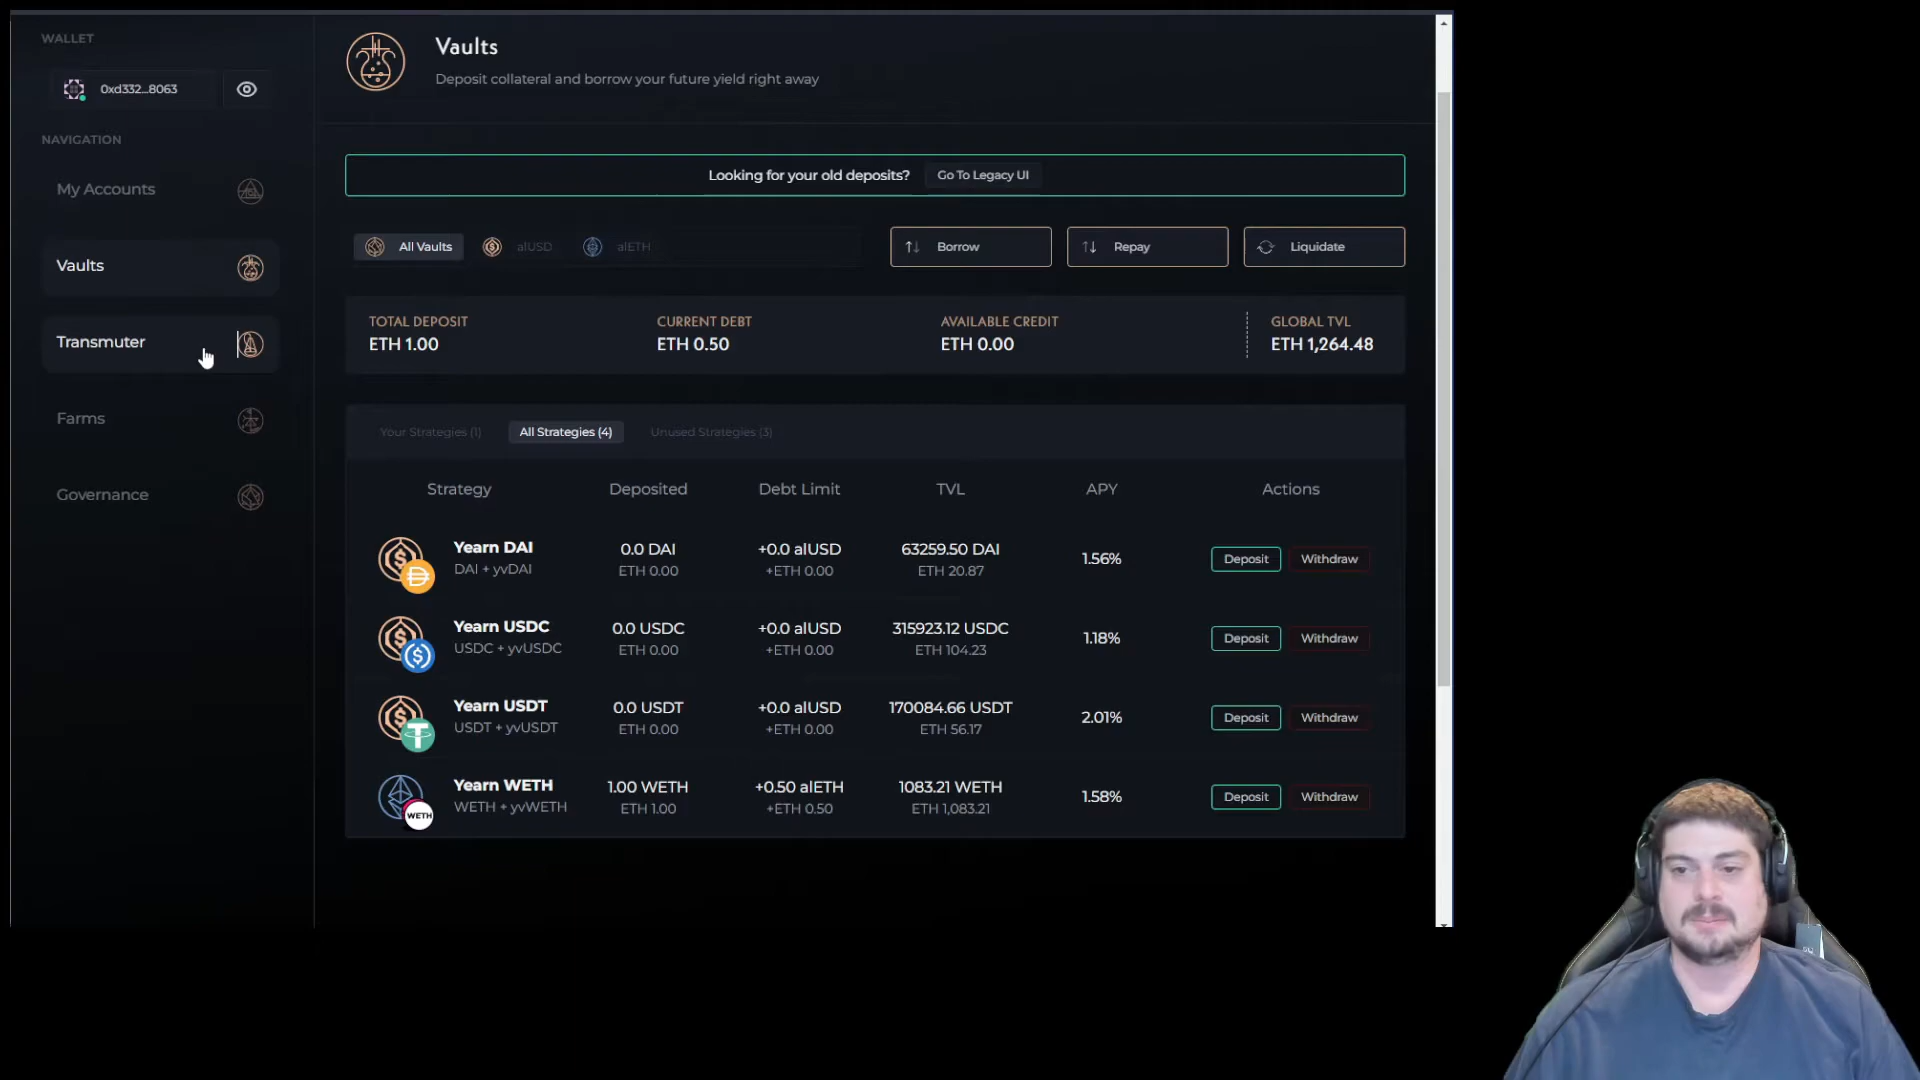 WALLET
0xd332...8063
NAVIGATION
My Accounts
Vaults
Transmuter
Farms
Governance
Vaults
Deposit collateral and borrow your future yield right away
Looking for your old deposits? Go To Legacy UI
All Vaults alUSD alETH Borrow Repay Liquidate
TOTAL DEPOSIT CURRENT DEBT AVAILABLE CREDIT GLOBAL TVL
ETH 1.00 ETH 0.50 ETH 0.00 ETH 1,264.48
Your Strategies (1) All Strategies (4) Unused Strategies (3)
Strategy Deposited Debt Limit TVL APY Actions
Yearn DAI 0.0 DAI +0.0 alUSD 63259.50 DAI 1.56% Deposit Withdraw
DAI + yvDAI ETH 0.00 +ETH 0.00 ETH 20.87
Yearn USDC 0.0 USDC +0.0 alUSD 315923.12 USDC 1.18% Deposit Withdraw
USDC + yvUSDC ETH 0.00 +ETH 0.00 ETH 104.23
Yearn USDT 0.0 USDT +0.0 alUSD 170084.66 USDT 2.01% Deposit Withdraw
USDT + yvUSDT ETH 0.00 +ETH 0.00 ETH 56.17
Yearn WETH 1.00 WETH +0.50 alETH 1083.21 WETH 1.58% Deposit Withdraw
WETH + yvWETH ETH 1.00 +ETH 0.50 ETH 1,083.21
WETH